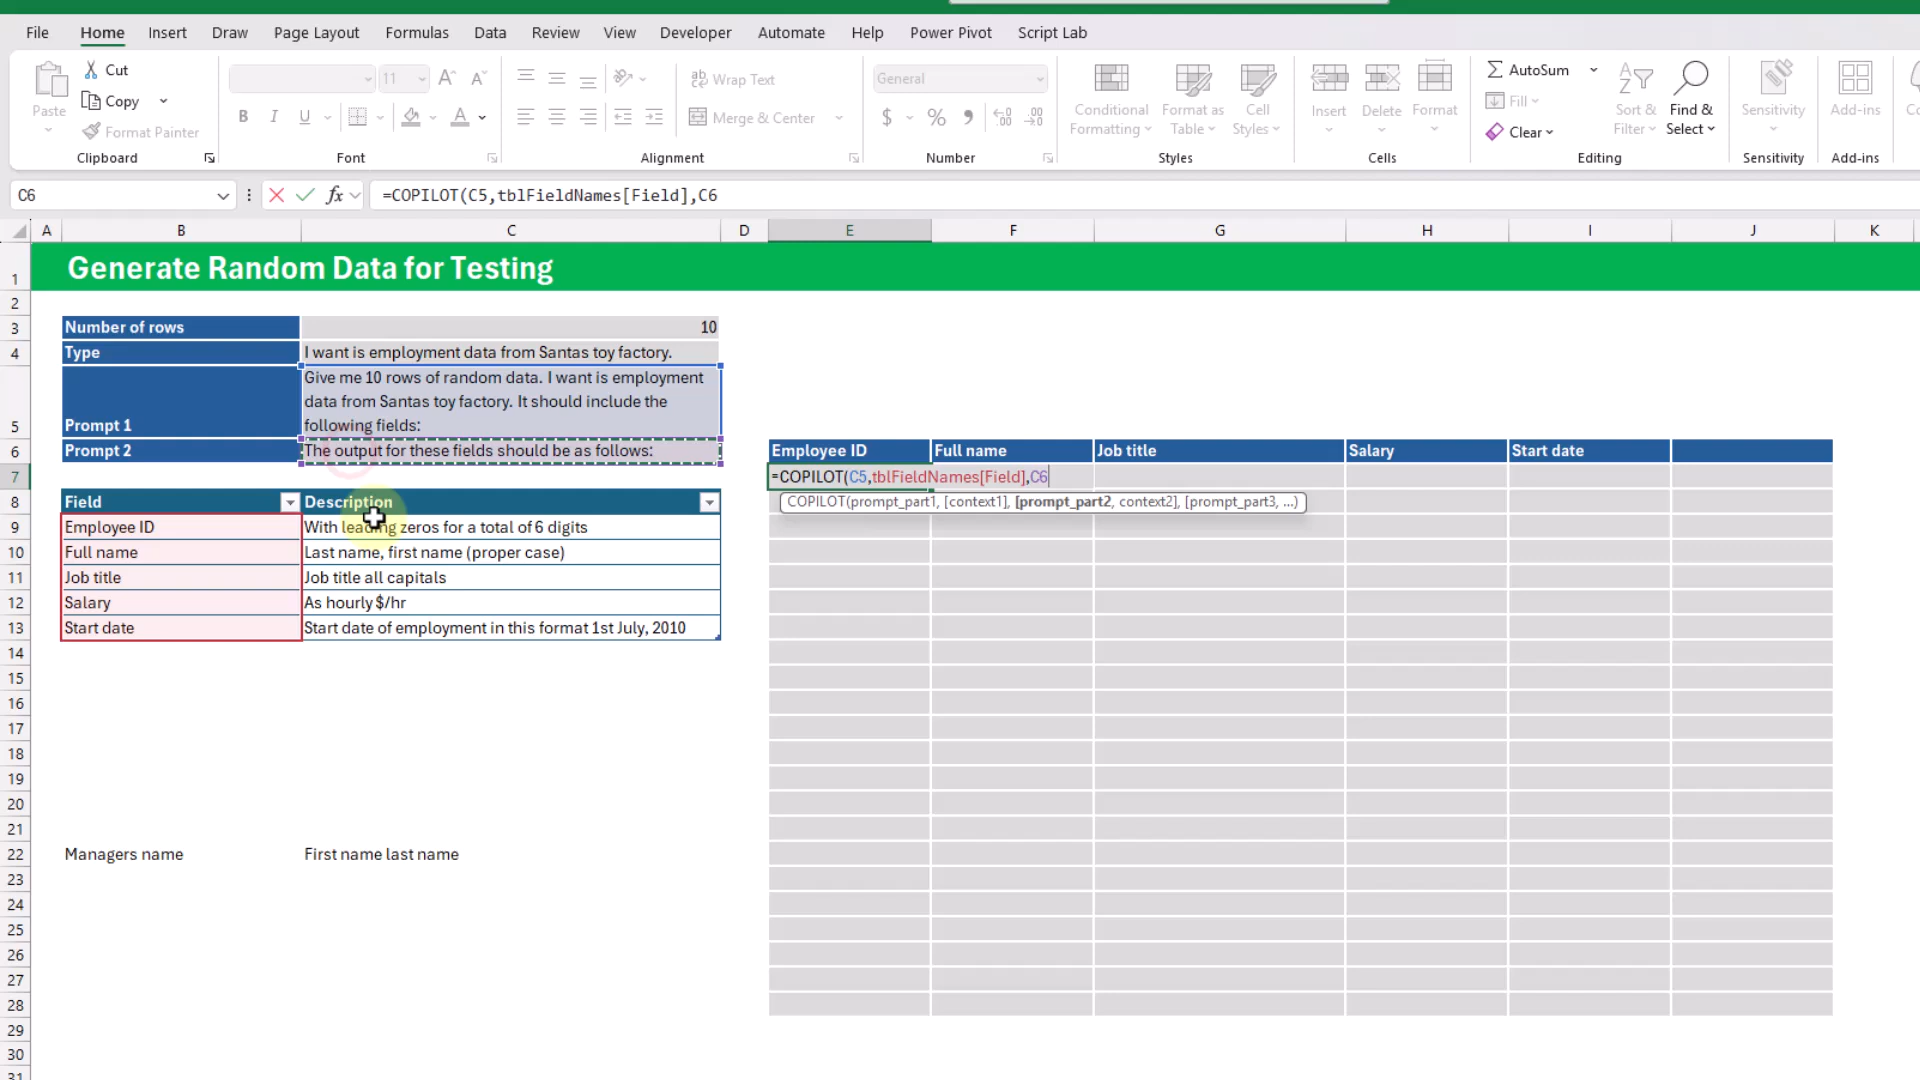 File Home Insert Draw Page Layout Formulas Data Review View Developer Automate Help Power Pivot Script Lab
Paste
Cut
Copy
Format Painter
Clipboard
11
B I U
Font
Wrap Text
Merge & Center
Alignment
General
$ % 9
Number
Conditional Formatting
Format as Table
Cell Styles
Styles
Insert
Delete
Format
Cells
AutoSum
Fill
Clear
Sort & Filter
Find & Select
Editing
Sensitivity
Sensitivity
Add-ins
Add-ins
C6
fx
=COPILOT(C5,tblFieldNames[Field],C6
A B C D E F G H I J K
1 Generate Random Data for Testing
2
3 Number of rows 10
4 Type I want is employment data from Santas toy factory.
Give me 10 rows of random data. I want is employment
data from Santas toy factory. It should include the
5 Prompt 1 following fields:
6 Prompt 2 The output for these fields should be as follows: Employee ID Full name Job title Salary Start date
7 =COPILOT(C5,tblFieldNames[Field],C6
8 Field Description COPILOT(prompt_part1, [context1], [prompt_part2, context2], [prompt_part3, ...)
9 Employee ID With leading zeros for a total of 6 digits
10 Full name Last name, first name (proper case)
11 Job title Job title all capitals
12 Salary As hourly $/hr
13 Start date Start date of employment in this format 1st July, 2010
14
15
16
17
18
19
20
21
22 Managers name First name last name
23
24
25
26
27
28
29
30
31